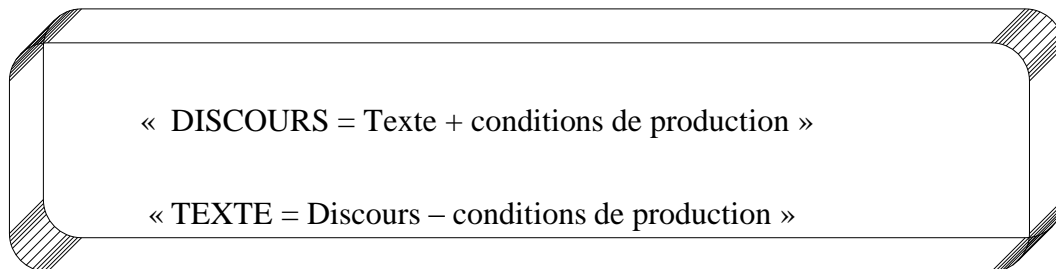 «  DISCOURS = Texte + conditions de production »
« TEXTE = Discours – conditions de production »